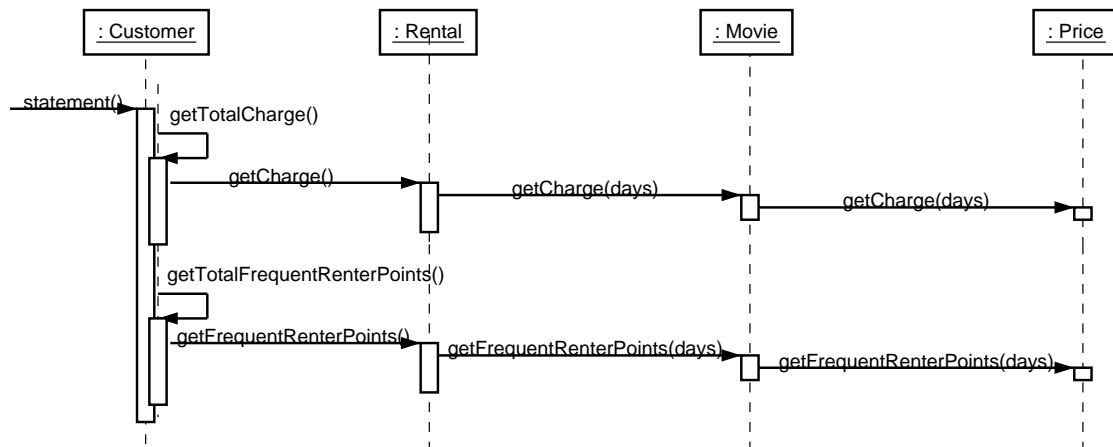 : Customer
: Rental
: Movie
: Price
statement()
getTotalCharge()
getCharge()
getCharge(days)
getCharge(days)
getTotalFrequentRenterPoints()
getFrequentRenterPoints()
getFrequentRenterPoints(days)
getFrequentRenterPoints(days)